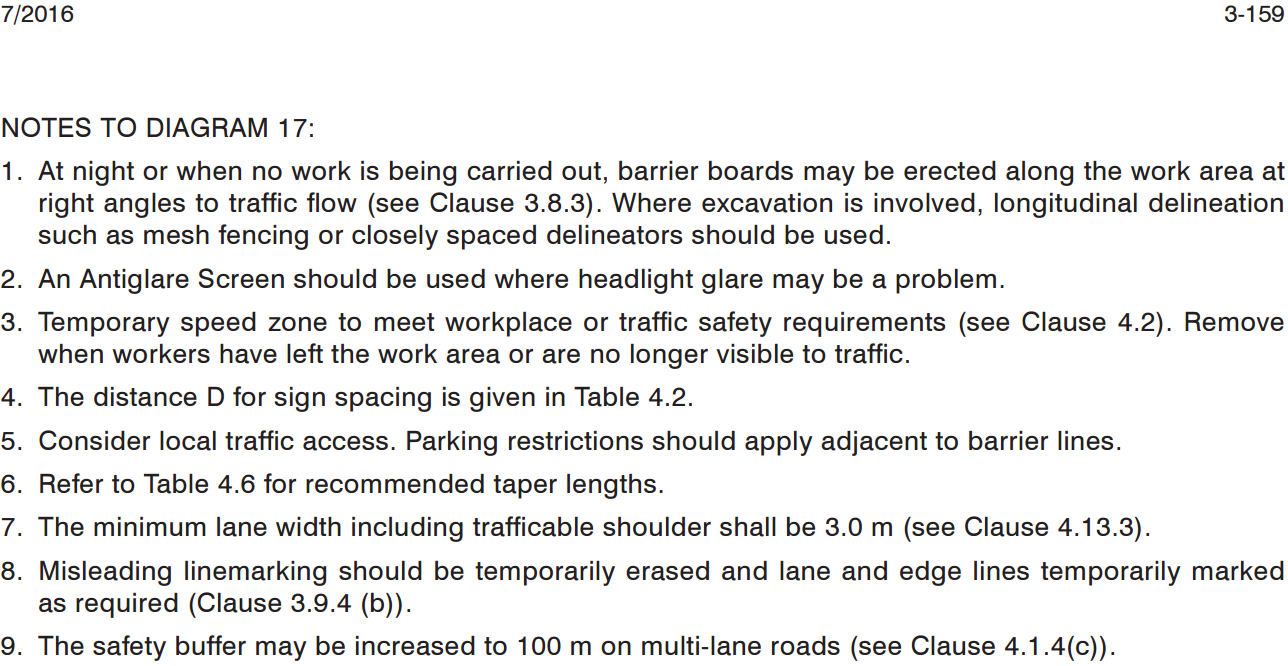 7/2016 3-159
NOTES TO DIAGRAM 17:
1. At night or when no work is being carried out, barrier boards may be erected along the work area at
right angles to traffic flow (see Clause 3.8.3). Where excavation is involved, longitudinal delineation
such as mesh fencing or closely spaced delineators should be used.
2. An Antiglare Screen should be used where headlight glare may be a problem.
3. Temporary speed zone to meet workplace or traffic safety requirements (see Clause 4.2). Remove
when workers have left the work area or are no longer visible to traffic.
4. The distance D for sign spacing is given in Table 4.2.
5. Consider local traffic access. Parking restrictions should apply adjacent to barrier lines.
6. Refer to Table 4.6 for recommended taper lengths.
7. The minimum lane width including trafficable shoulder shall be 3.0 m (see Clause 4.13.3).
8. Misleading linemarking should be temporarily erased and lane and edge lines temporarily marked
as required (Clause 3.9.4 (b)).
9. The safety buffer may be increased to 100 m on multi-lane roads (see Clause 4.1.4(c)).